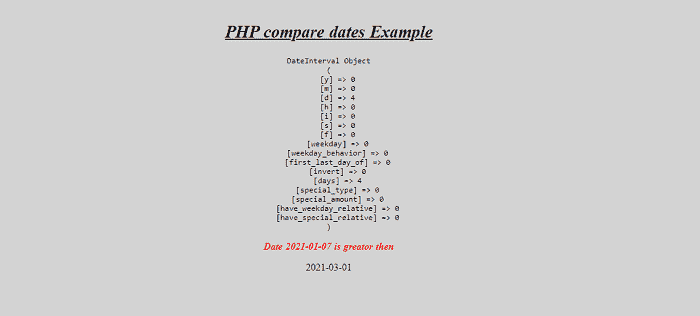 PHP compare dates Example
DateInterval Object
(
[y] => 0
[m] => 0
[d] => 4
[h] => 0
[i] => 0
[s] => 0
[f] => 0
[weekday] => 0
[weekday_behavior] => 0
[first_last_day_of] => 0
[invert] => 0
[days] => 4
[special_type] => 0
[special_amount] => 0
[have_weekday_relative] => 0
[have_special_relative] => 0
)
Date 2021-01-07 is greator then
2021-03-01